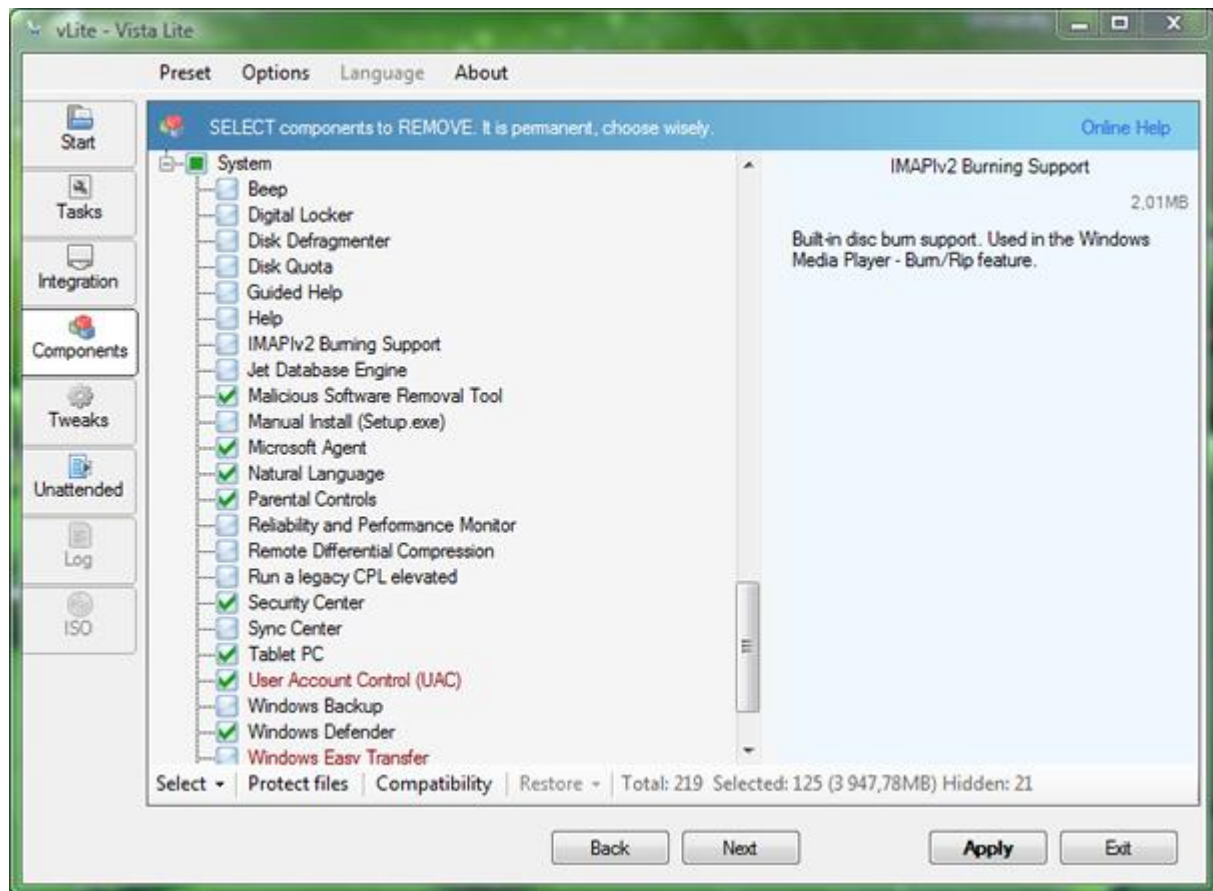 vLite - Vista Lite
Preset Options Language About
Start
Tasks
Integration
Components
Tweaks
Unattended
Log
ISO
SELECT components to REMOVE. It is permanent, choose wisely. Online Help
System
Beep
Digital Locker
Disk Defragmenter
Disk Quota
Guided Help
Help
IMAPIv2 Burning Support
Jet Database Engine
Malicious Software Removal Tool
Manual Install (Setup.exe)
Microsoft Agent
Natural Language
Parental Controls
Reliability and Performance Monitor
Remote Differential Compression
Run a legacy CPL elevated
Security Center
Sync Center
Tablet PC
User Account Control (UAC)
Windows Backup
Windows Defender
Windows Easy Transfer
IMAPIv2 Burning Support
2,01MB
Built-in disc burn support. Used in the Windows
Media Player - Burn/Rip feature.
Select Protect files Compatibility Restore Total: 219 Selected: 125 (3 947,78MB) Hidden: 21
Back Next Apply Exit